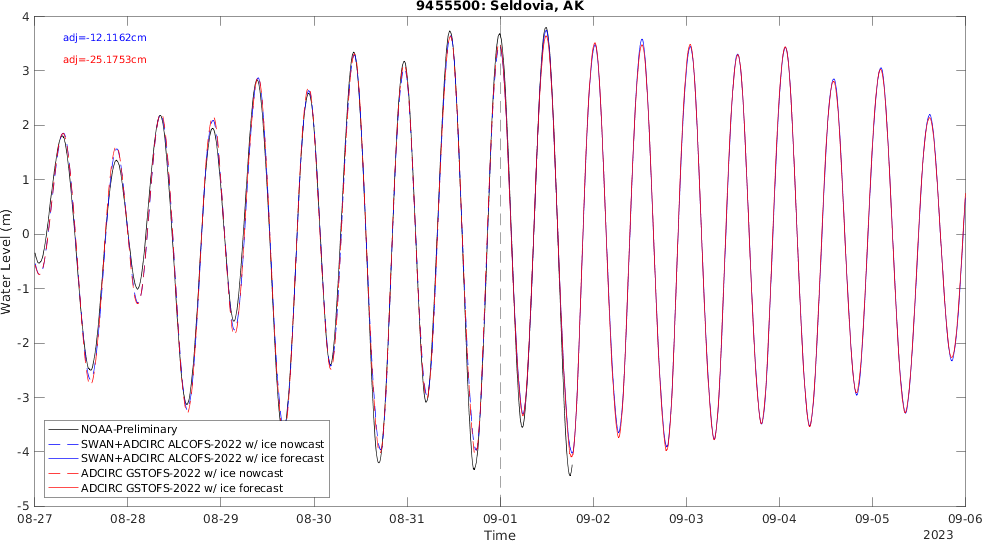 9455500: Seldovia, AK
adj=-12.1162cm
adj=-25.1753cm
Water Level (m)
4
3
2
1
0
-1
-2
-3
-4
-5
NOAA-Preliminary
SWAN+ADCIRC ALCOFS-2022 w/ ice nowcast
SWAN+ADCIRC ALCOFS-2022 w/ ice forecast
ADCIRC GSTOFS-2022 w/ ice nowcast
ADCIRC GSTOFS-2022 w/ ice forecast
08-27 08-28 08-29 08-30 08-31 09-01 09-02 09-03 09-04 09-05 09-06
Time
2023